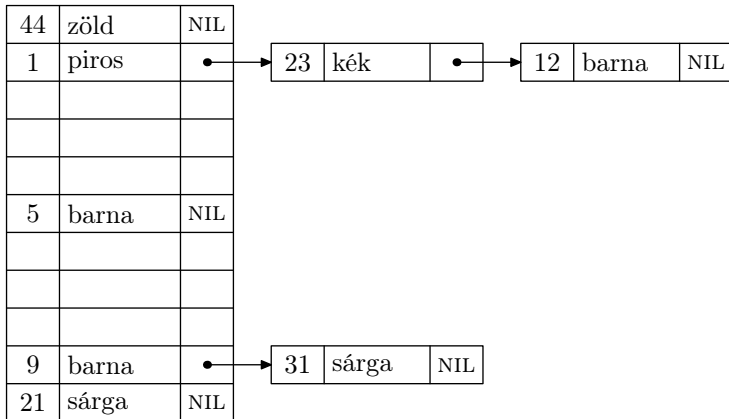 44 zöld NIL
1 piros 23 kék 12 barna NIL
5 barna NIL
9 barna 31 sárga NIL
21 sárga NIL